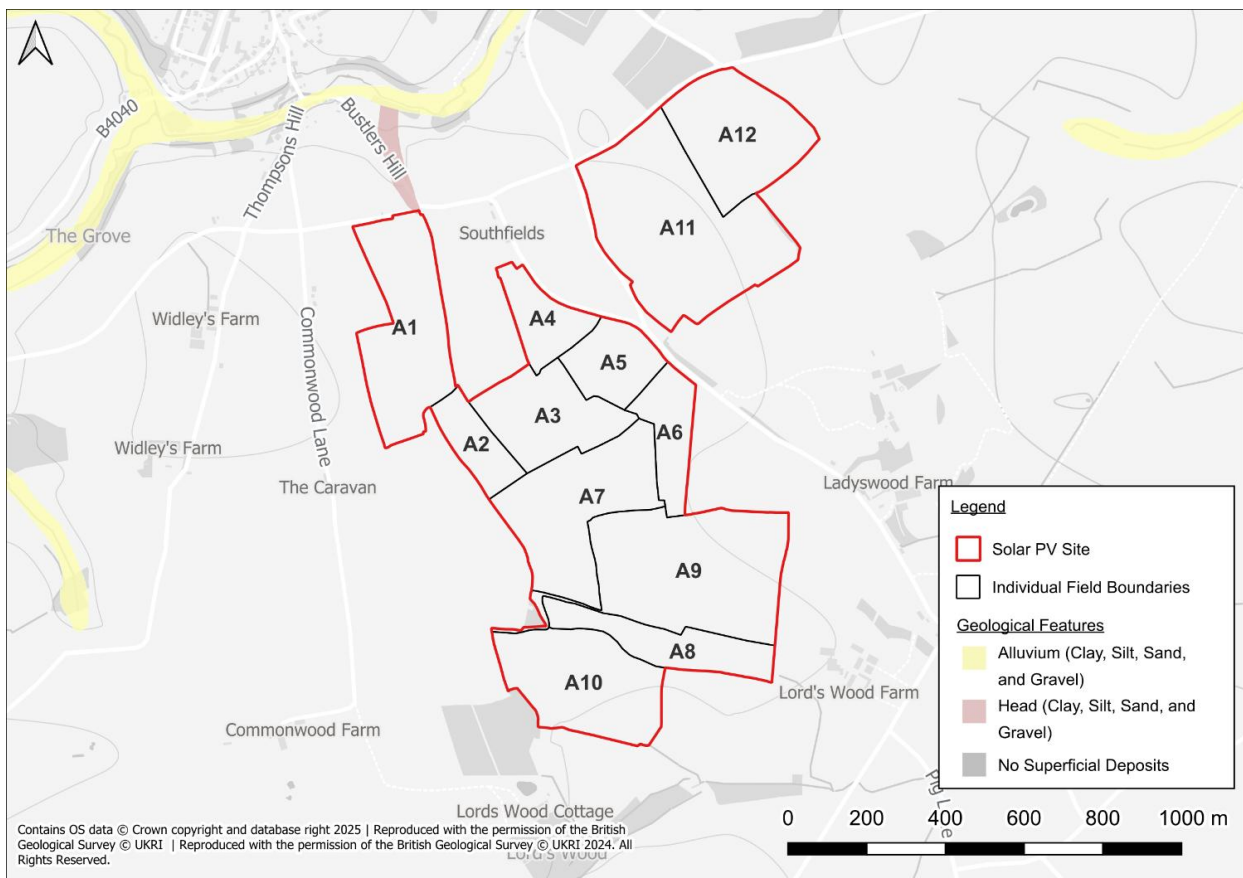 B4040
Thompsons Hill
Bustlers Hill
The Grove
Southfields
Widley's Farm
Commonwood Lane
Widley's Farm
The Caravan
Ladyswood Farm
Lord's Wood Farm
Commonwood Farm
Lords Wood Cottage
Lord's Wood
A1
A2
A3
A4
A5
A6
A7
A8
A9
A10
A11
A12
Legend
Solar PV Site
Individual Field Boundaries
Geological Features
Alluvium (Clay, Silt, Sand,
and Gravel)
Head (Clay, Silt, Sand, and
Gravel)
No Superficial Deposits
0 200 400 600 800 1000 m
Contains OS data © Crown copyright and database right 2025 | Reproduced with the permission of the British
Geological Survey © UKRI | Reproduced with the permission of the British Geological Survey © UKRI 2024. All
Rights Reserved.